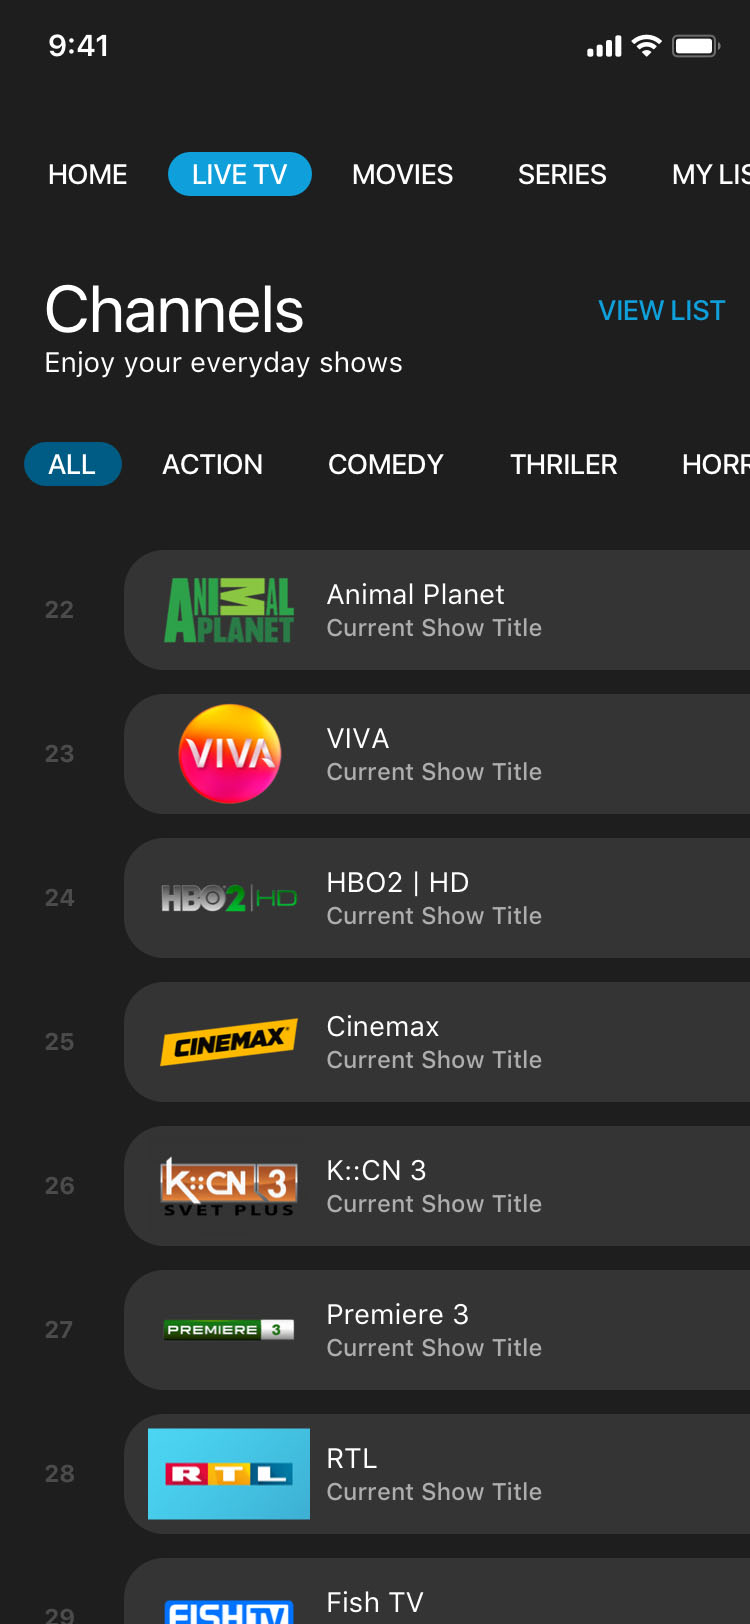 9:41
HOME LIVE TV MOVIES SERIES MY LIS
Channels
VIEW LIST
Enjoy your everyday shows
ALL ACTION COMEDY THRILER HORR
22
ANIMAL
PLANET
Animal Planet
Current Show Title
23
VIVA
VIVA
Current Show Title
24
HBO2|HD
HBO2 | HD
Current Show Title
25
CINEMAX
Cinemax
Current Show Title
26
K::CN 3
SVET PLUS
K::CN 3
Current Show Title
27
PREMIERE 3
Premiere 3
Current Show Title
28
RTL
RTL
Current Show Title
29
FISHTV
Fish TV